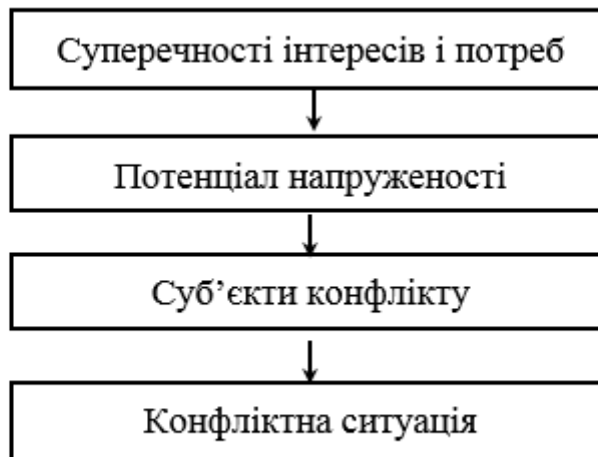 Суперечності інтересів і потреб
Потенціал напруженості
Суб’єкти конфлікту
Конфліктна ситуація